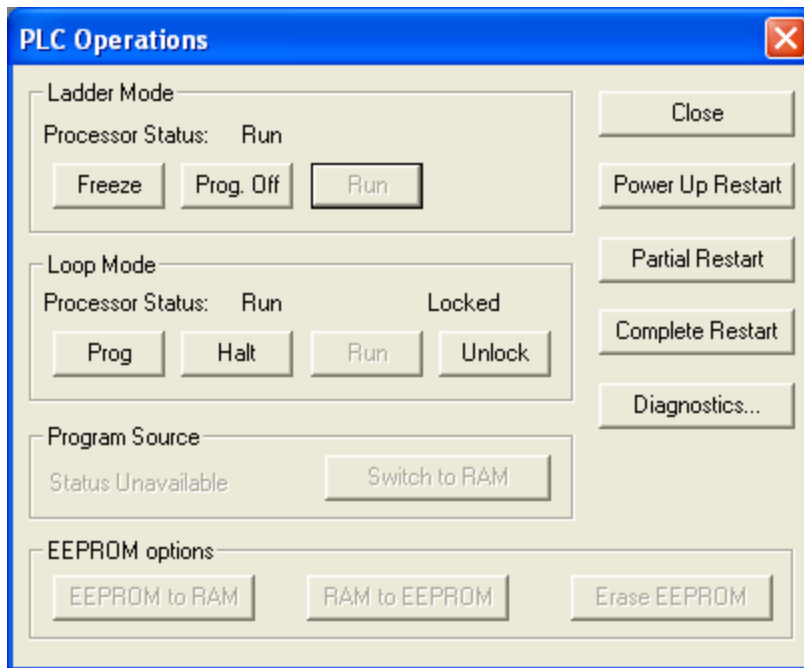 PLC Operations
Ladder Mode
Processor Status: Run
Freeze Prog. Off Run
Loop Mode
Processor Status: Run Locked
Prog Halt Run Unlock
Program Source
Status Unavailable Switch to RAM
EEPROM options
EEPROM to RAM RAM to EEPROM Erase EEPROM
Close
Power Up Restart
Partial Restart
Complete Restart
Diagnostics...